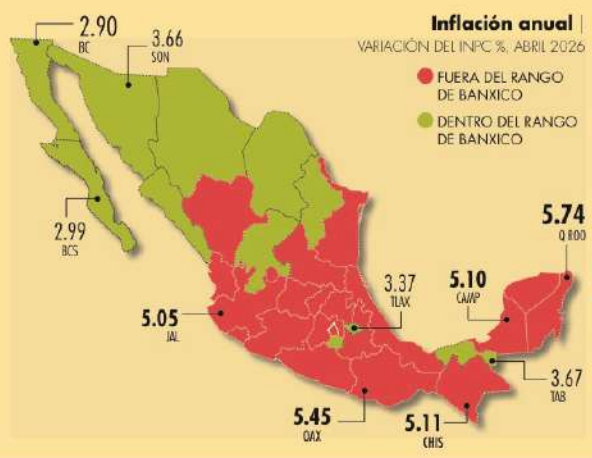 Inflación anual
VARIACIÓN DEL INPC %, ABRIL 2026
FUERA DEL RANGO
DE BANXICO
DENTRO DEL RANGO
DE BANXICO
2.90
BC
3.66
SON
2.99
BCS
5.05
JAL
3.37
TLAX
5.10
CAMP
5.74
Q ROO
3.67
TAB
5.45
OAX
5.11
CHIS